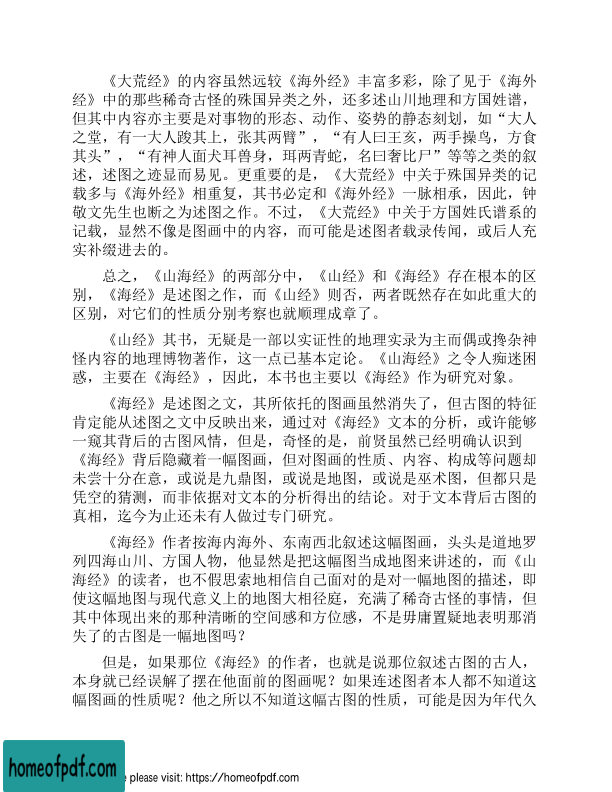 《大荒经》的内容虽然远较《海外经》丰富多彩，除了见于《海外
经》中的那些稀奇古怪的殊国异类之外，还多述山川地理和方国姓谱，
但其中内容亦主要是对事物的形态、动作、姿势的静态刻划，如“大人
之堂，有一大人踆其上，张其两臂”，“有人曰王亥，两手操鸟，方食
其头”，“有神人面犬耳兽身，珥两青蛇，名曰奢比尸”等等之类的叙
述，述图之迹显而易见。更重要的是，《大荒经》中关于殊国异类的记
载多与《海外经》相重复，其书必定和《海外经》一脉相承，因此，钟
敬文先生也断之为述图之作。不过，《大荒经》中关于方国姓氏谱系的
记载，显然不像是图画中的内容，而可能是述图者载录传闻，或后人充
实补缀进去的。
总之，《山海经》的两部分中，《山经》和《海经》存在根本的区
别，《海经》是述图之作，而《山经》则否，两者既然存在如此重大的
区别，对它们的性质分别考察也就顺理成章了。
《山经》其书，无疑是一部以实证性的地理实录为主而偶或搀杂神
怪内容的地理博物著作，这一点已基本定论。《山海经》之令人痴迷困
惑，主要在《海经》，因此，本书也主要以《海经》作为研究对象。
《海经》是述图之文，其所依托的图画虽然消失了，但古图的特征
肯定能从述图之文中反映出来，通过对《海经》文本的分析，或许能够
一窥其背后的古图风情，但是，奇怪的是，前贤虽然已经明确认识到
《海经》背后隐藏着一幅图画，但对图画的性质、内容、构成等问题却
未尝十分在意，或说是九鼎图，或说是地图，或说是巫术图，但都只是
凭空的猜测，而非依据对文本的分析得出的结论。对于文本背后古图的
真相，迄今为止还未有人做过专门研究。
《海经》作者按海内海外、东南西北叙述这幅图画，头头是道地罗
列四海山川、方国人物，他显然是把这幅图当成地图来讲述的，而《山
海经》的读者，也不假思索地相信自己面对的是对一幅地图的描述，即
使这幅地图与现代意义上的地图大相径庭，充满了稀奇古怪的事情，但
其中体现出来的那种清晰的空间感和方位感，不是毋庸置疑地表明那消
失了的古图是一幅地图吗？
但是，如果那位《海经》的作者，也就是说那位叙述古图的古人，
本身就已经误解了摆在他面前的图画呢？如果连述图者本人都不知道这
幅图画的性质呢？他之所以不知道这幅古图的性质，可能是因为年代久
homeofpdf.com
e please visit: https://homeofpdf.com